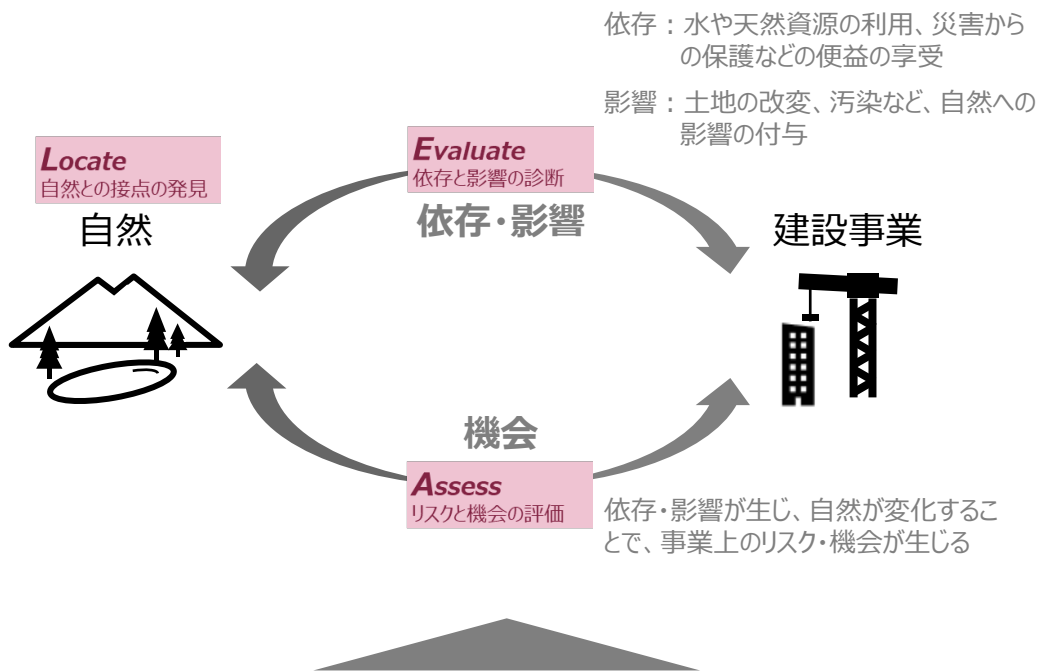 依存：水や天然資源の利用、災害から
の保護などの便益の享受
影響：土地の改変、汚染など、自然への
影響の付与
Locate
自然との接点の発見
自然
Evaluate
依存と影響の診断
依存・影響
建設事業
機会
Assess
リスクと機会の評価
依存・影響が生じ、自然が変化するこ
とで、事業上のリスク・機会が生じる